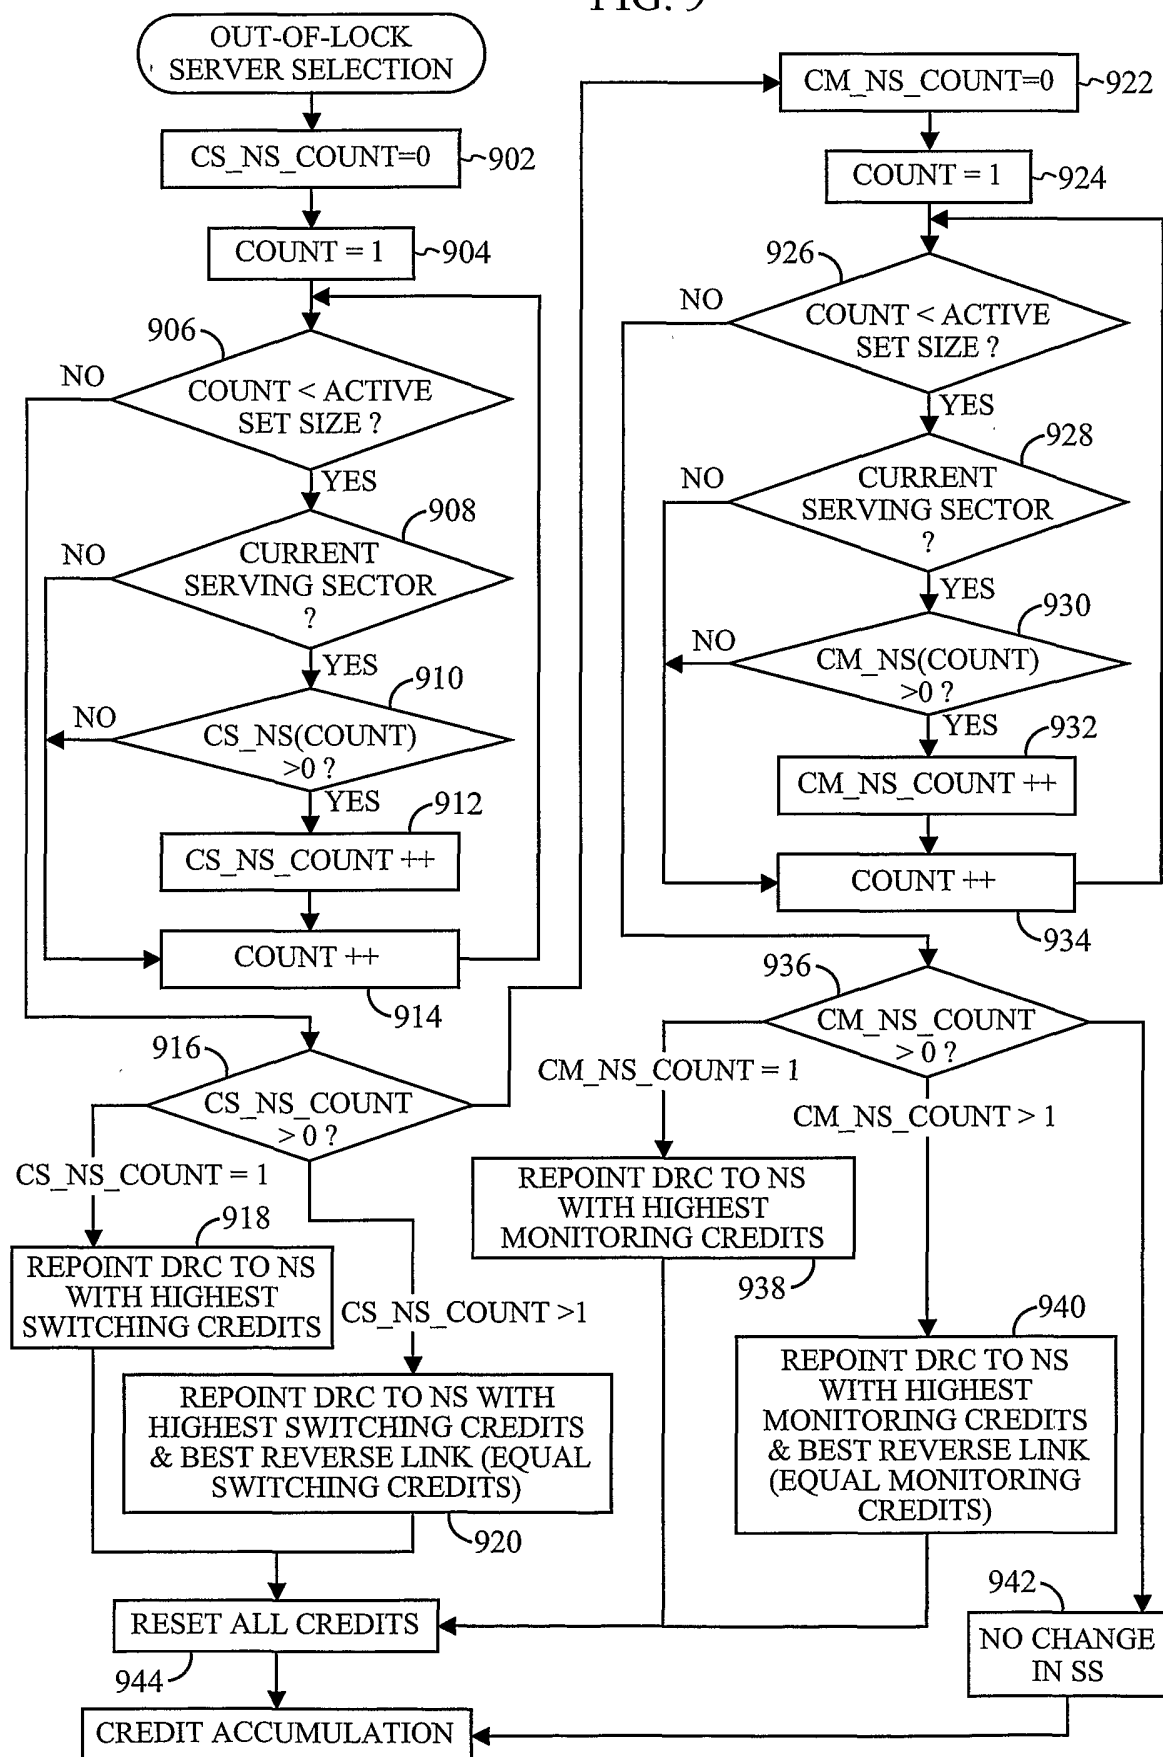 FIG. 9
OUT-OF-LOCK
SERVER SELECTION
CS_NS_COUNT=0
902
COUNT = 1
904
906
COUNT < ACTIVE
SET SIZE ?
NO
YES
908
CURRENT
SERVING SECTOR
?
NO
YES
910
CS_NS(COUNT)
>0 ?
NO
YES
912
CS_NS_COUNT ++
COUNT ++
914
916
CS_NS_COUNT
> 0 ?
CS_NS_COUNT = 1
918
REPOINT DRC TO NS
WITH HIGHEST
SWITCHING CREDITS
CS_NS_COUNT >1
REPOINT DRC TO NS WITH
HIGHEST SWITCHING CREDITS
& BEST REVERSE LINK (EQUAL
SWITCHING CREDITS)
920
CM_NS_COUNT=0
922
COUNT = 1
924
926
COUNT < ACTIVE
SET SIZE ?
NO
YES
928
CURRENT
SERVING SECTOR
?
NO
YES
930
CM_NS(COUNT)
>0 ?
NO
YES
932
CM_NS_COUNT ++
COUNT ++
934
936
CM_NS_COUNT
> 0 ?
CM_NS_COUNT = 1
CM_NS_COUNT > 1
REPOINT DRC TO NS
WITH HIGHEST
MONITORING CREDITS
938
940
REPOINT DRC TO NS
WITH HIGHEST
MONITORING CREDITS
& BEST REVERSE LINK
(EQUAL MONITORING
CREDITS)
942
NO CHANGE
IN SS
RESET ALL CREDITS
944
CREDIT ACCUMULATION